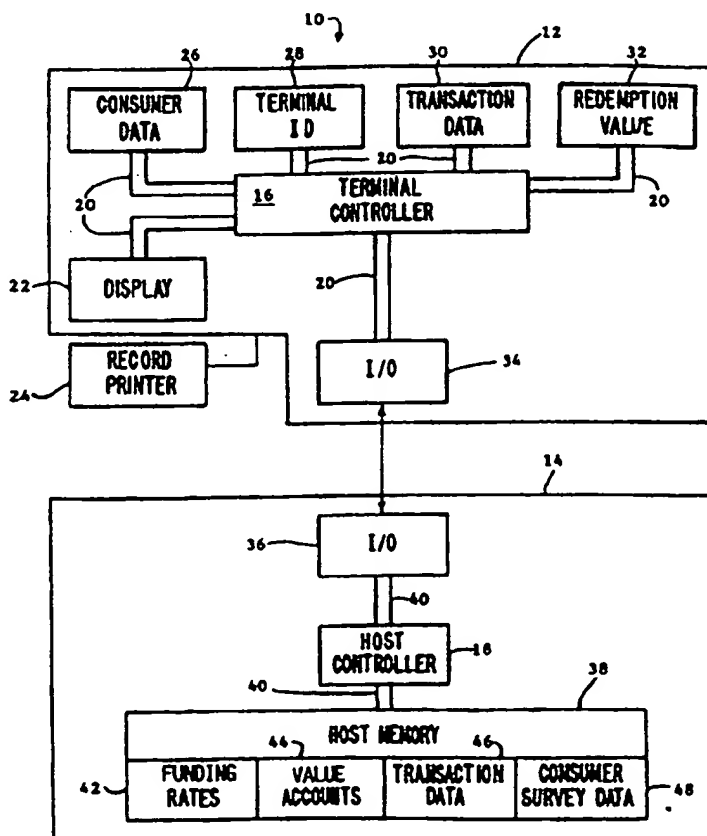 10
12
26
28
30
32
CONSUMER
DATA
TERMINAL
ID
TRANSACTION
DATA
REDEMPTION
VALUE
20
20
20
20
16
TERMINAL
CONTROLLER
22
DISPLAY
20
24
RECORD
PRINTER
I/O
34
14
36
I/O
40
HOST
CONTROLLER
18
40
38
HOST MEMORY
44
46
42
FUNDING
RATES
VALUE
ACCOUNTS
TRANSACTION
DATA
CONSUMER
SURVEY DATA
48